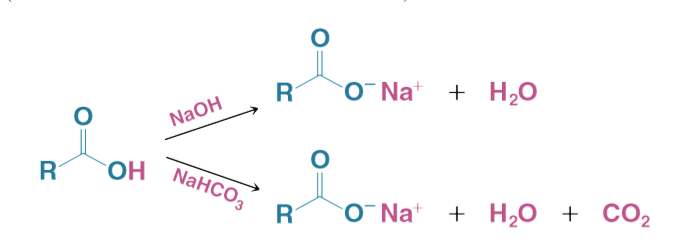 O
R O⁻ Na⁺ + H₂O
NaOH
O
R OH
NaHCO₃
O
R O⁻ Na⁺ + H₂O + CO₂